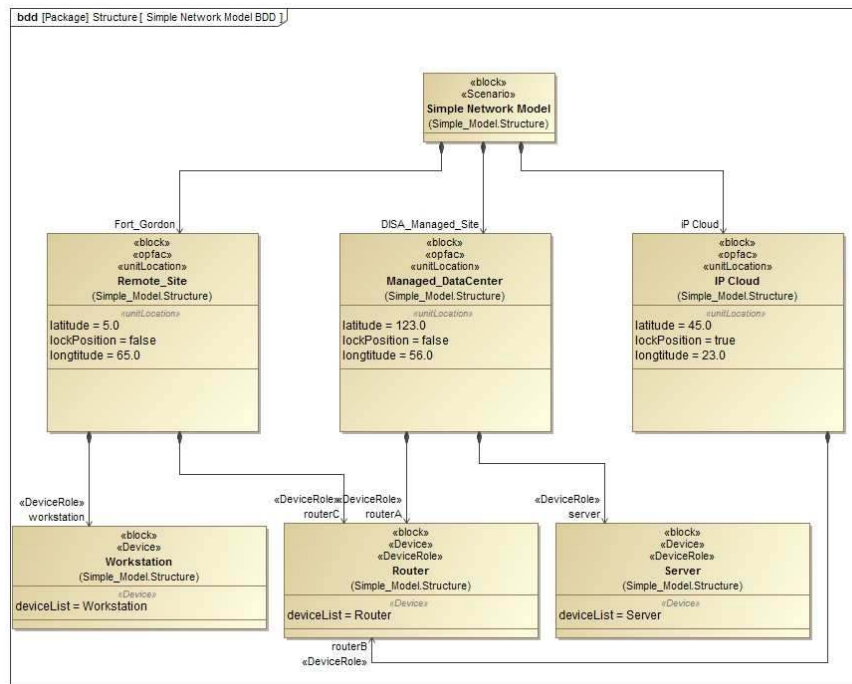 bdd [Package] Structure [ Simple Network Model BDD ]
«block»
«Scenario»
Simple Network Model
(Simple_Model.Structure)
Fort_Gordon
DISA_Managed_Site
iP Cloud
«block»
«opfac»
«unitLocation»
Remote_Site
(Simple_Model.Structure)
«unitLocation»
latitude = 5.0
lockPosition = false
longtitude = 65.0
«block»
«opfac»
«unitLocation»
Managed_DataCenter
(Simple_Model.Structure)
«unitLocation»
latitude = 123.0
lockPosition = false
longtitude = 56.0
«block»
«opfac»
«unitLocation»
IP Cloud
(Simple_Model.Structure)
«unitLocation»
latitude = 45.0
lockPosition = true
longtitude = 23.0
«DeviceRole»
workstation
«DeviceRole»
routerC
«DeviceRole»
routerA
«DeviceRole»
server
«block»
«Device»
Workstation
(Simple_Model.Structure)
«Device»
deviceList = Workstation
«block»
«Device»
«DeviceRole»
Router
(Simple_Model.Structure)
«Device»
deviceList = Router
«block»
«Device»
«DeviceRole»
Server
(Simple_Model.Structure)
«Device»
deviceList = Server
routerB
«DeviceRole»